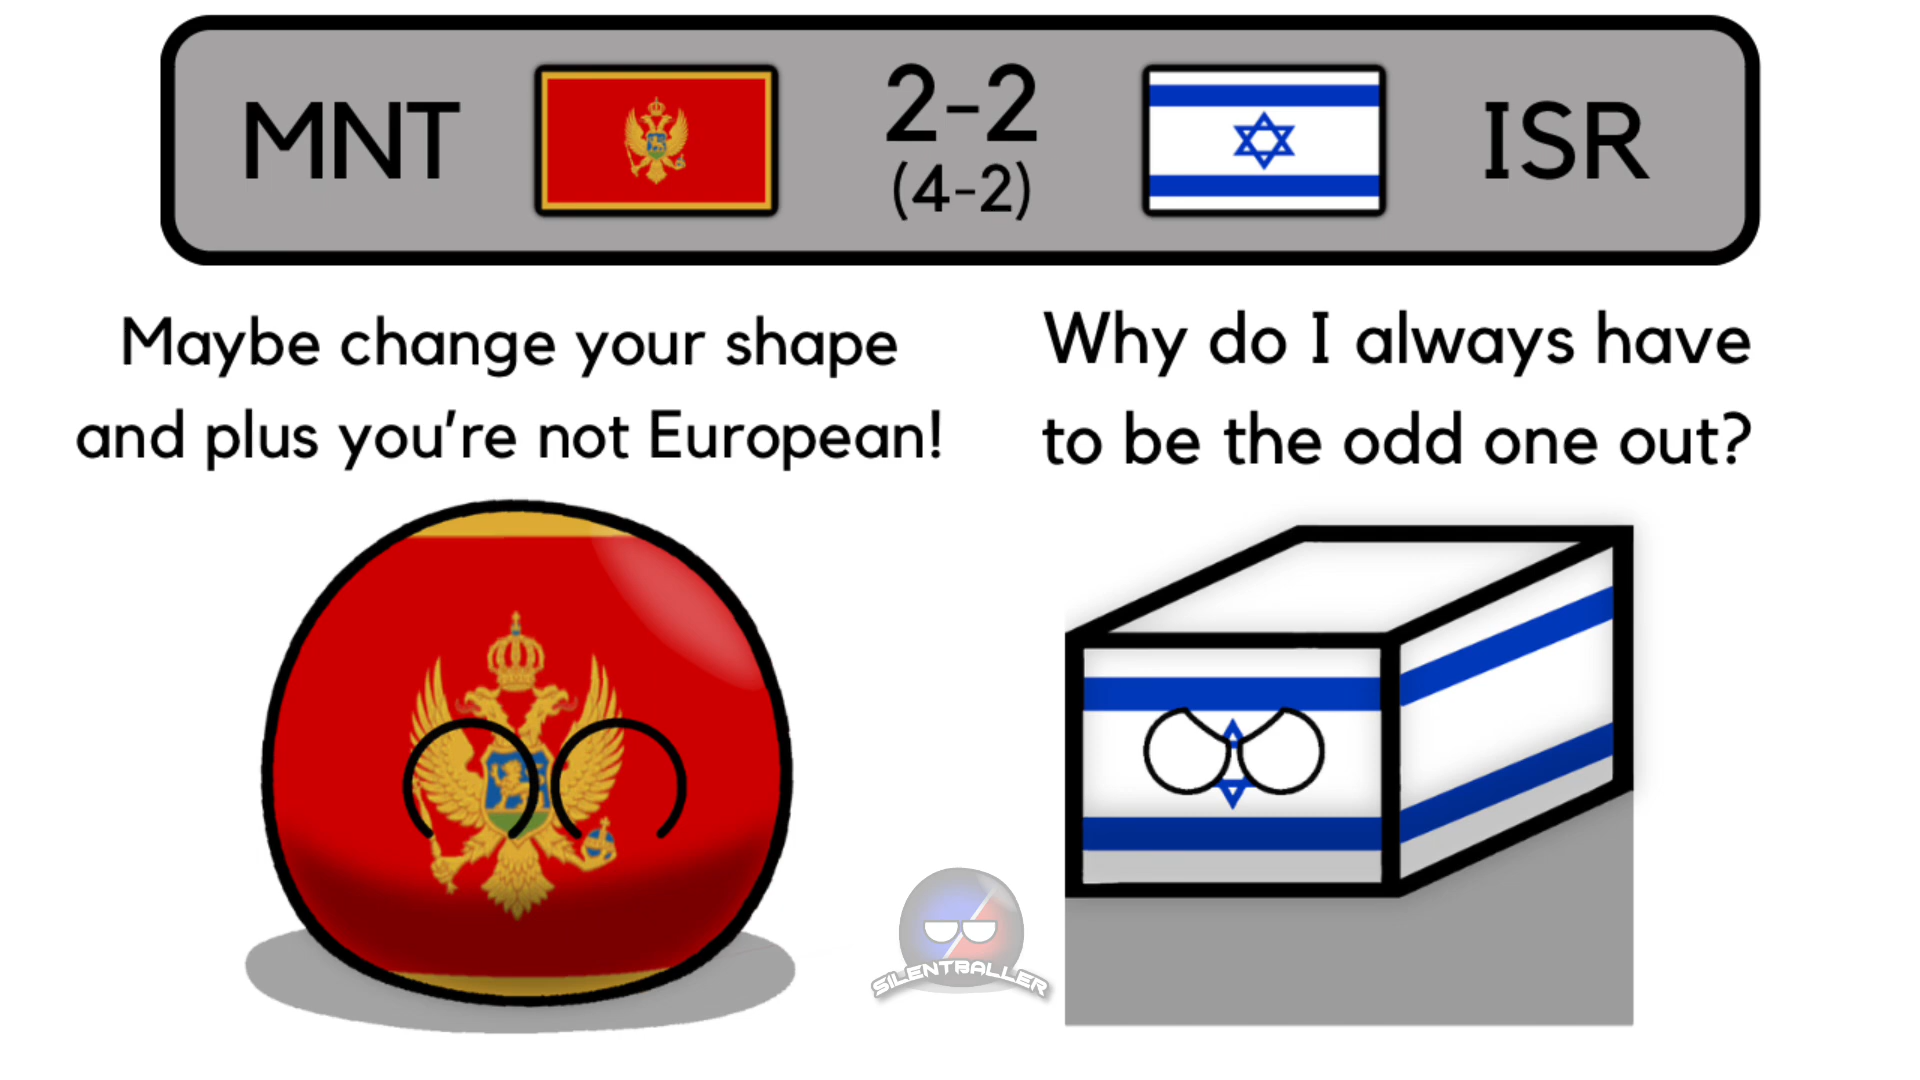 MNT 2-2 ISR
(4-2)
Maybe change your shape
and plus you're not European!
Why do I always have
to be the odd one out?
SILENTBALLER